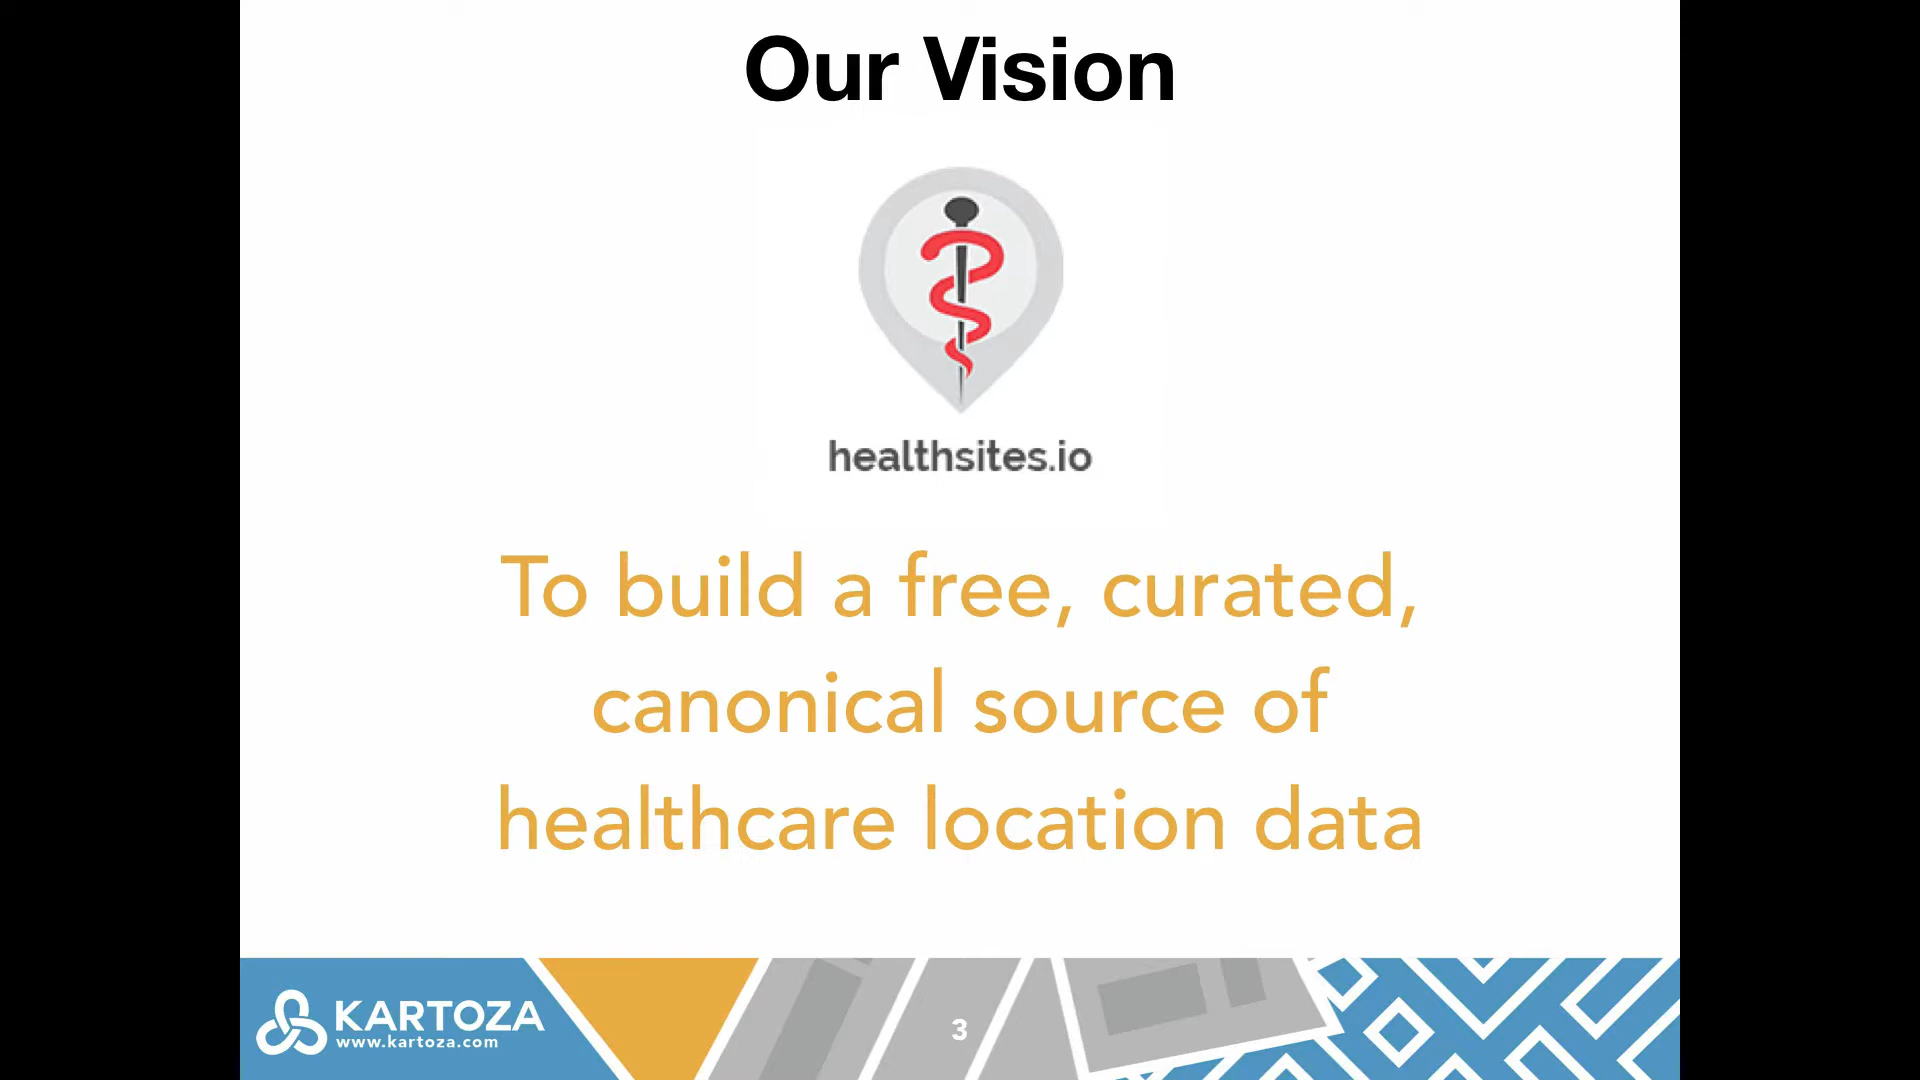 Our Vision
healthsites.io
To build a free, curated,
canonical source of
healthcare location data
KARTOZA
www.kartoza.com
3